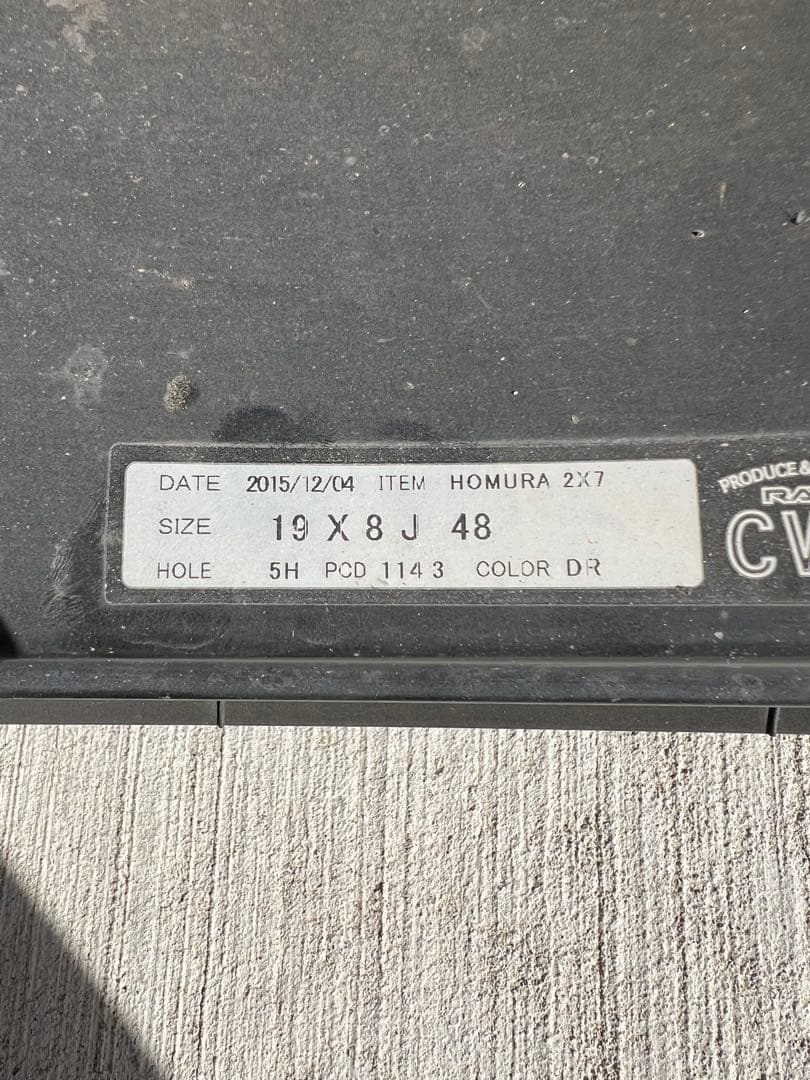 DATE 2015/12/04 ITEM HOMURA 2X7
SIZE 19 X 8 J 48
HOLE 5H PCD 114 3 COLOR DR
PRODUCE &